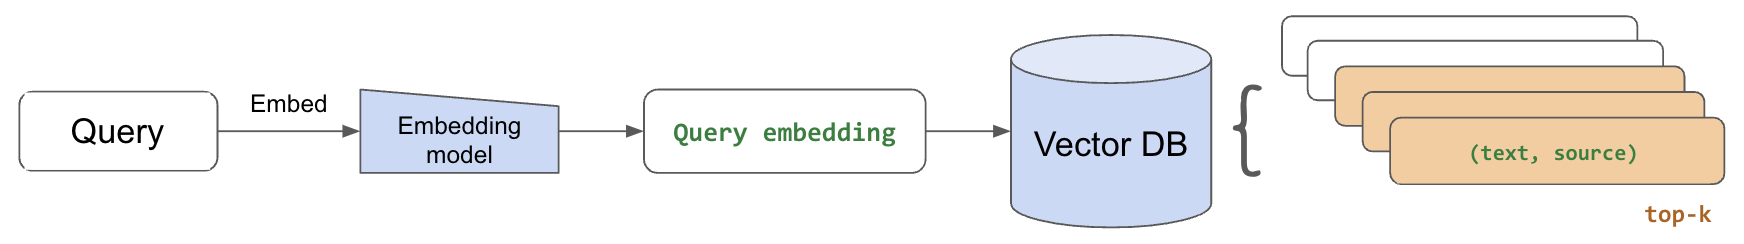 Query
Embed
Embedding
model
Query embedding
Vector DB
(text, source)
top-k